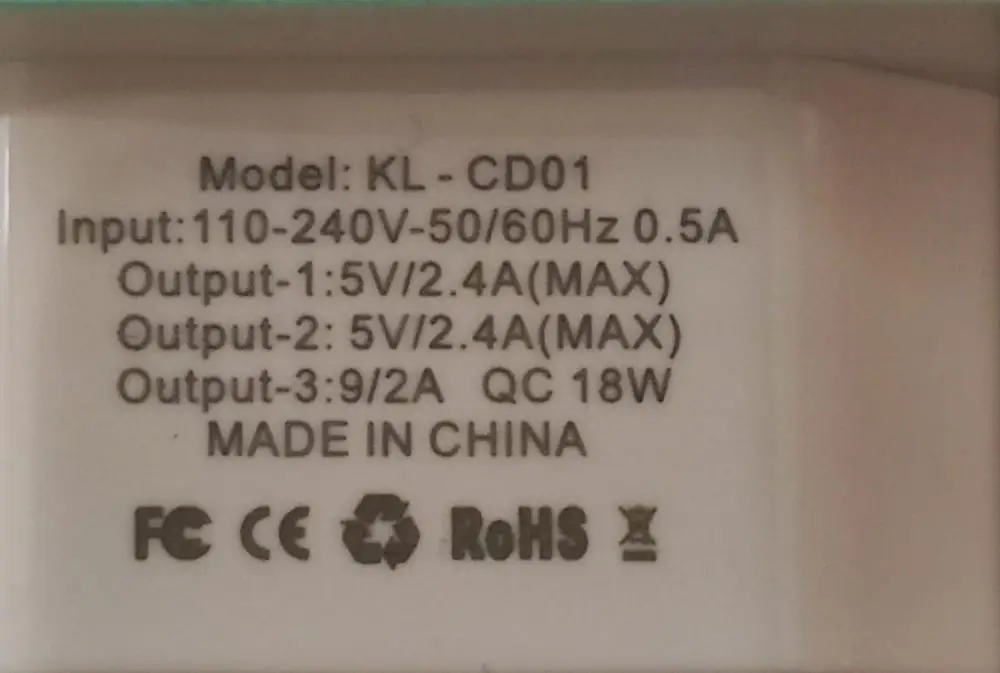 Model: KL - CD01
Input:110-240V-50/60Hz 0.5A
Output-1:5V/2.4A(MAX)
Output-2: 5V/2.4A(MAX)
Output-3:9/2A QC 18W
MADE IN CHINA
FC CE RoHS